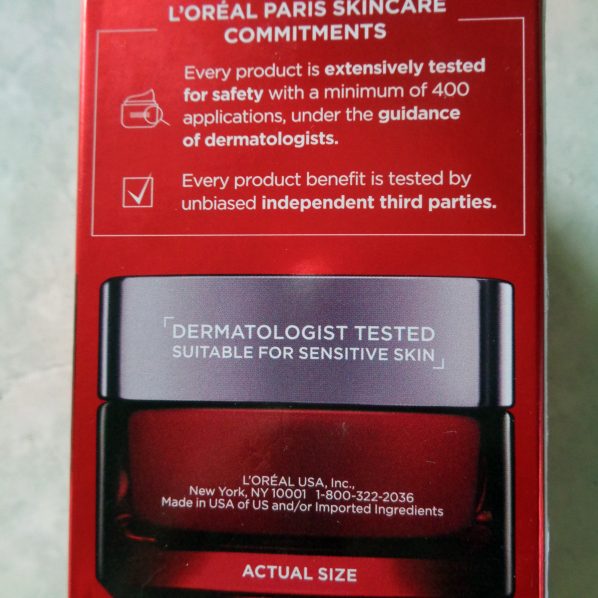 L'ORÉAL PARIS SKINCARE
COMMITMENTS
Every product is extensively tested
for safety with a minimum of 400
applications, under the guidance
of dermatologists.
Every product benefit is tested by
unbiased independent third parties.
DERMATOLOGIST TESTED
SUITABLE FOR SENSITIVE SKIN
L'ORÉAL USA, Inc.,
New York, NY 10001 1-800-322-2036
Made in USA of US and/or Imported Ingredients
ACTUAL SIZE